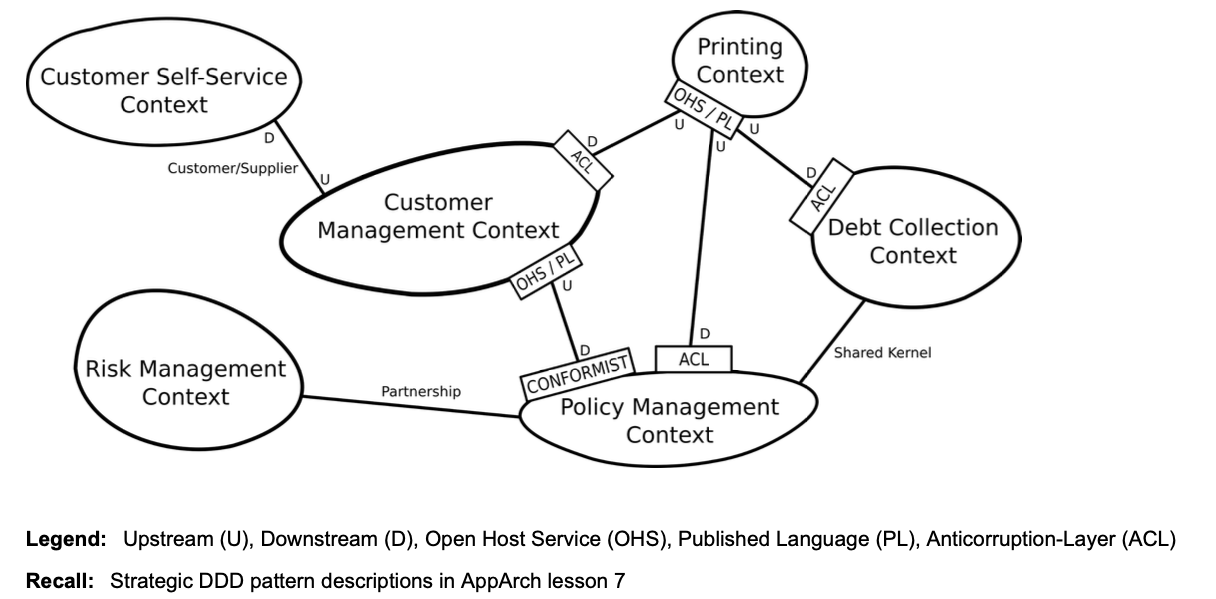 Customer Self-Service
Context
D
Customer/Supplier
U
Printing
Context
OHS / PL
U
U
U
D
ACL
D
ACL
Customer
Management Context
OHS / PL
U
Debt Collection
Context
D
CONFORMIST
D
ACL
Shared Kernel
Risk Management
Context
Partnership
Policy Management
Context
Legend: Upstream (U), Downstream (D), Open Host Service (OHS), Published Language (PL), Anticorruption-Layer (ACL)
Recall: Strategic DDD pattern descriptions in AppArch lesson 7